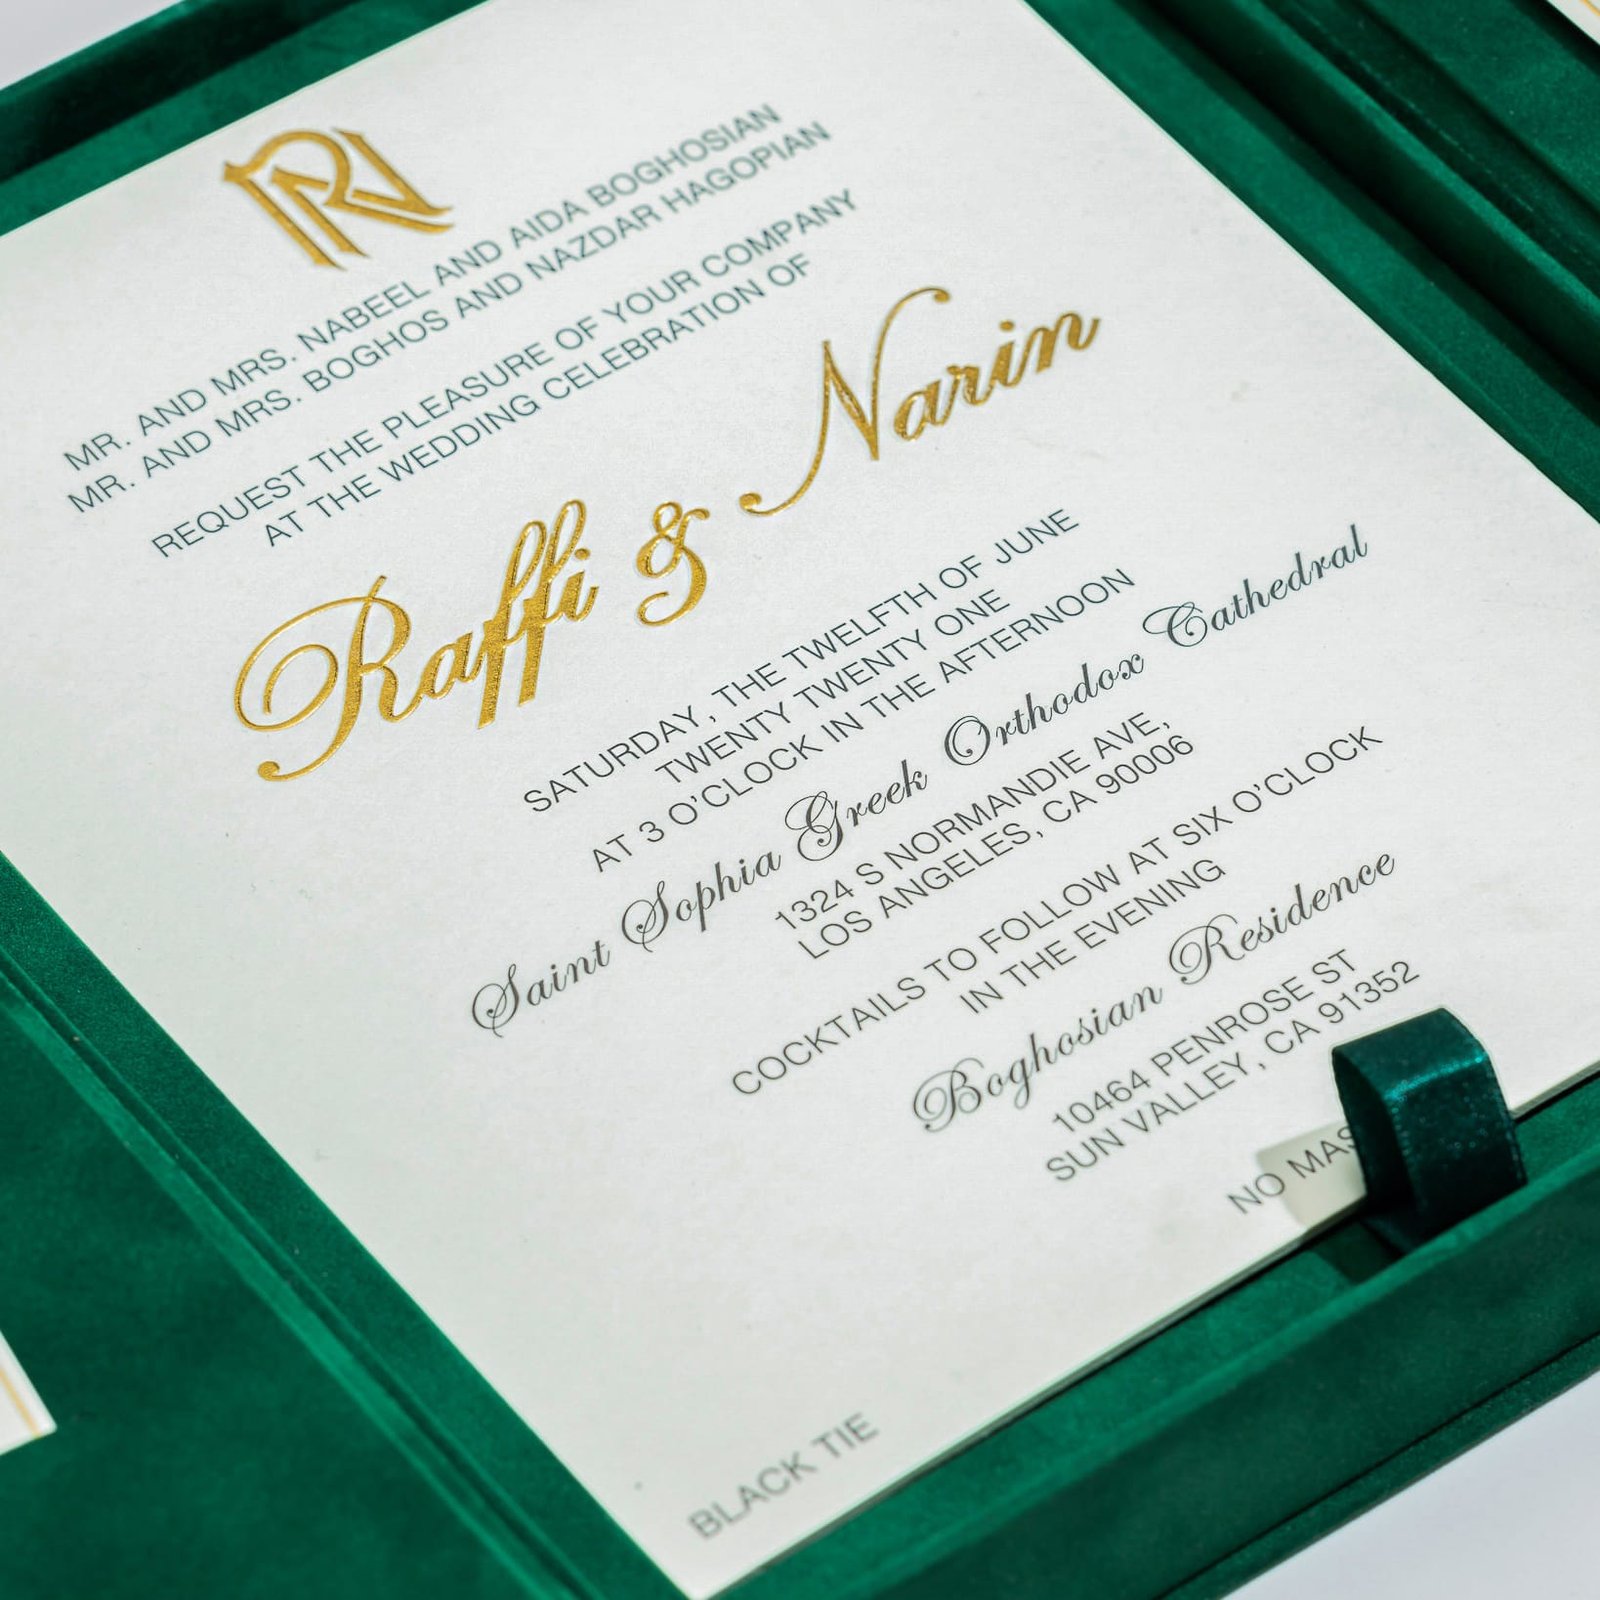 RN
MR. AND MRS. NABEEL AND AIDA BOGHOSIAN
MR. AND MRS. BOGHOS AND NAZDAR HAGOPIAN
REQUEST THE PLEASURE OF YOUR COMPANY
AT THE WEDDING CELEBRATION OF
Raffi & Narin
SATURDAY, THE TWELFTH OF JUNE
TWENTY TWENTY ONE
AT 3 O'CLOCK IN THE AFTERNOON
Saint Sophia Greek Orthodox Cathedral
1324 S NORMANDIE AVE,
LOS ANGELES, CA 90006
COCKTAILS TO FOLLOW AT SIX O'CLOCK
IN THE EVENING
Boghosian Residence
10464 PENROSE ST
SUN VALLEY, CA 91352
NO
BLACK TIE